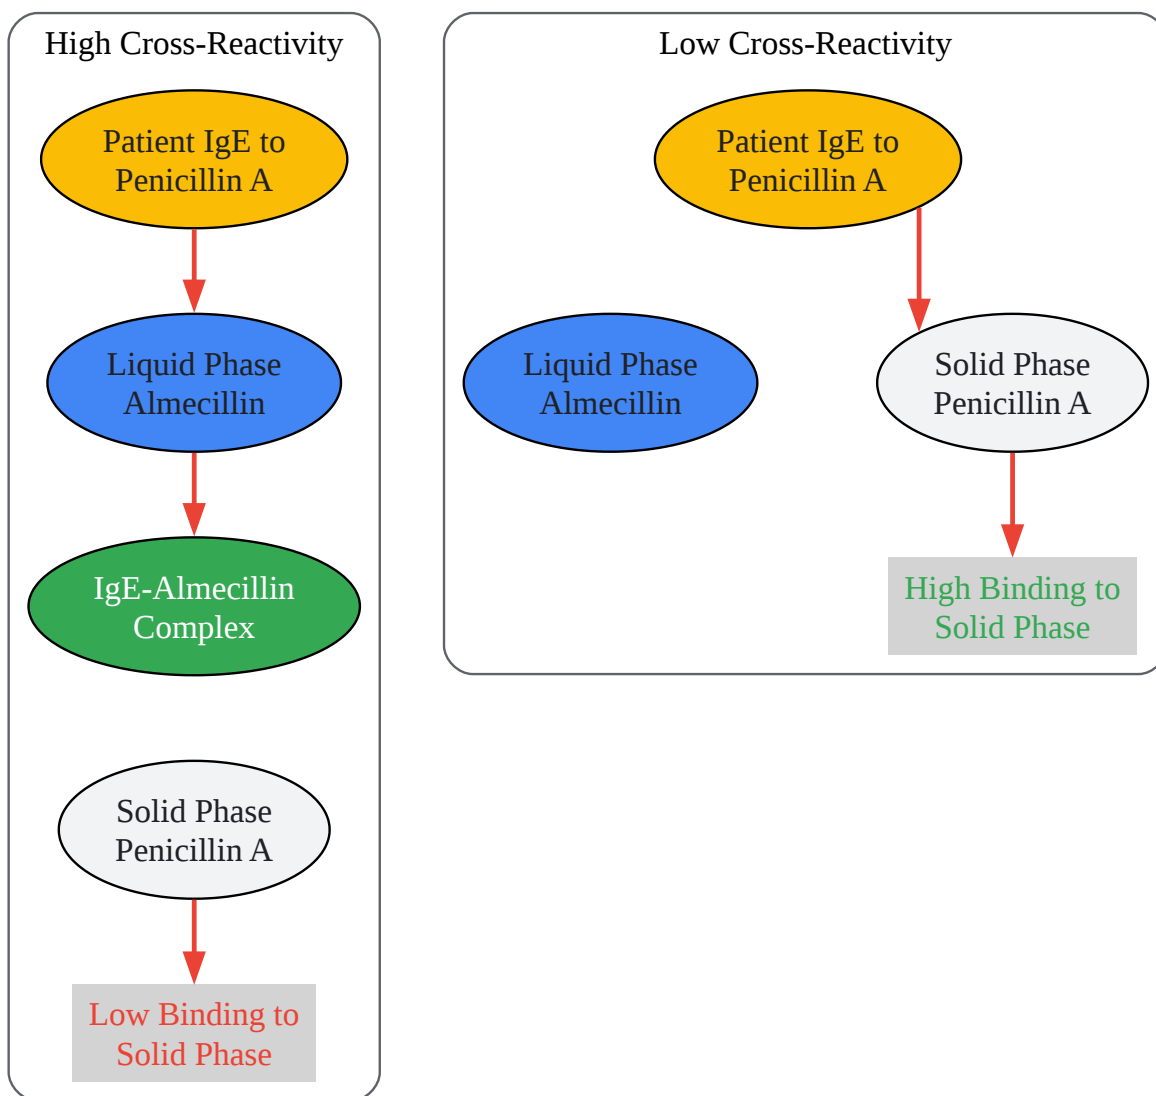 High Cross-Reactivity
Patient IgE to
Penicillin A
Liquid Phase
Almecillin
IgE-Almecillin
Complex
Solid Phase
Penicillin A
Low Binding to
Solid Phase
Low Cross-Reactivity
Patient IgE to
Penicillin A
Liquid Phase
Almecillin
Solid Phase
Penicillin A
High Binding to
Solid Phase